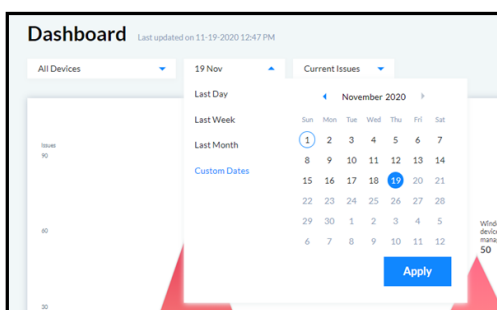 Dashboard Last updated on 11-19-2020 12:47 PM
All Devices 19 Nov Current Issues
Last Day
Last Week
Last Month
Custom Dates
November 2020
Sun Mon Tue Wed Thu Fri Sat
1 2 3 4 5 6 7
8 9 10 11 12 13 14
15 16 17 18 19 20 21
22 23 24 25 26 27 28
29 30 1 2 3 4 5
6 7 8 9 10 11 12
Apply
Issues
90
60
30
50